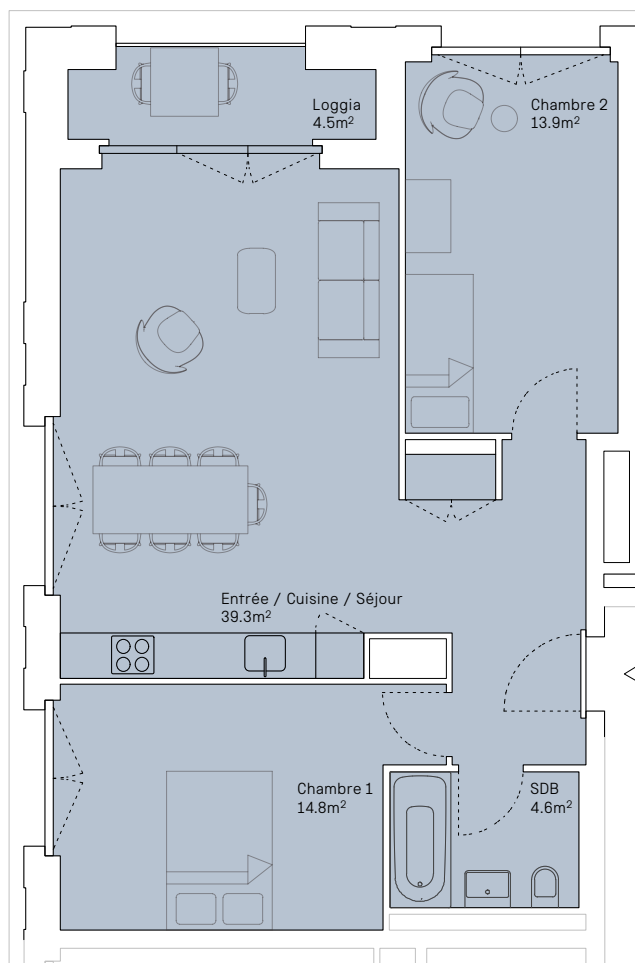 Loggia
4.5m²
Chambre 2
13.9m²
Entrée / Cuisine / Séjour
39.3m²
Chambre 1
14.8m²
SDB
4.6m²